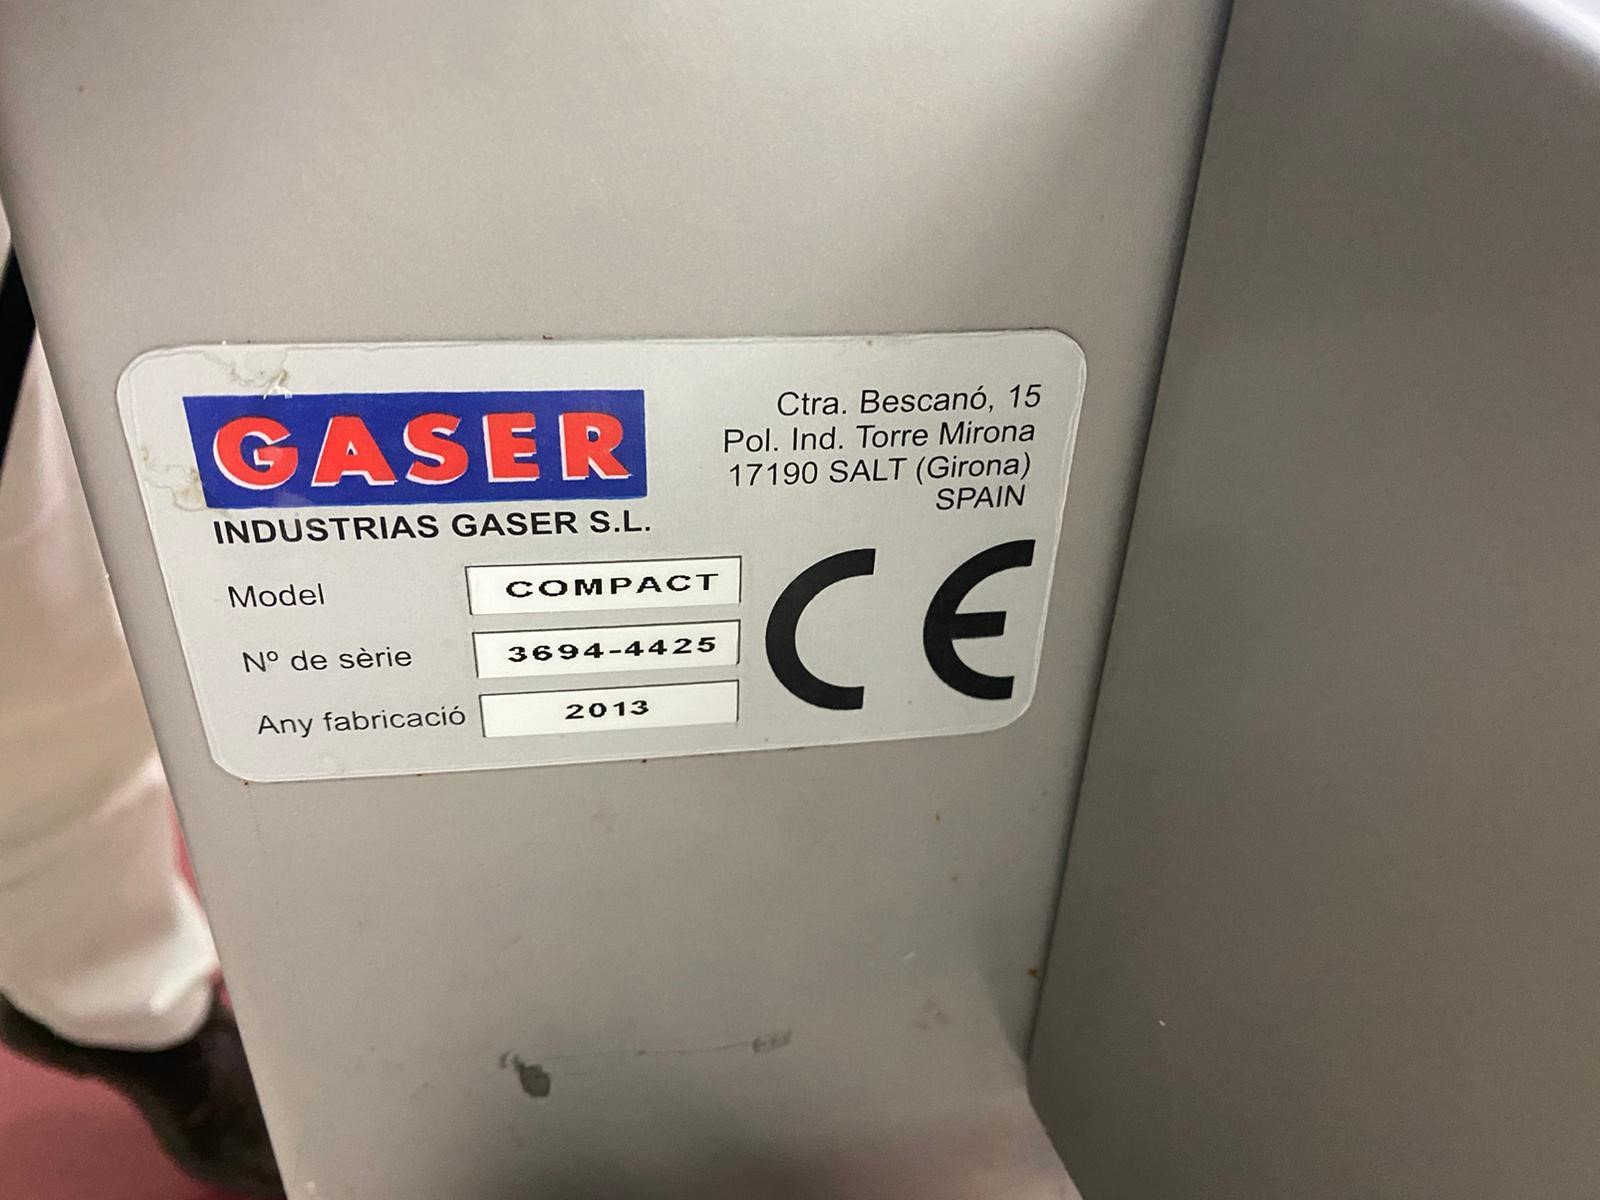 GASER
INDUSTRIAS GASER S.L.
Ctra. Bescanó, 15
Pol. Ind. Torre Mirona
17190 SALT (Girona)
SPAIN
Model COMPACT
Nº de sèrie 3694-4425
Any fabricació 2013
CE